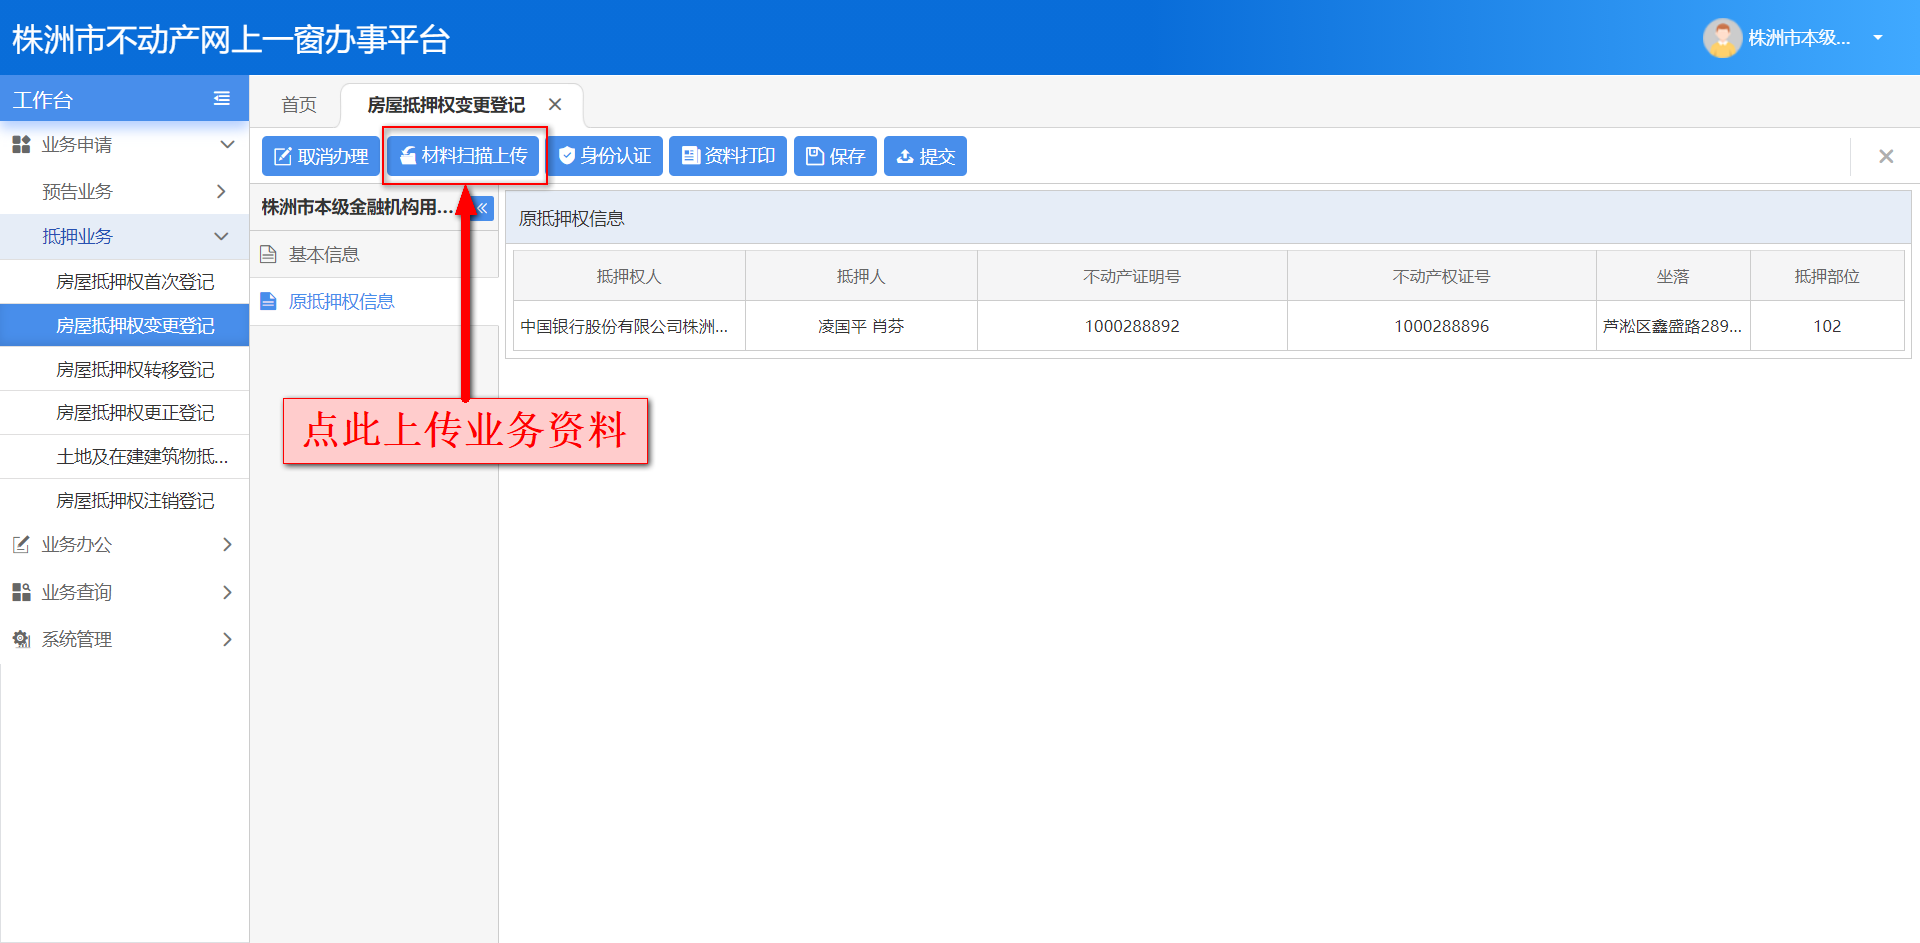 株洲市不动产网上一窗办事平台
株洲市本级...
工作台
首页
房屋抵押权变更登记
业务申请
预告业务
抵押业务
房屋抵押权首次登记
房屋抵押权变更登记
房屋抵押权转移登记
房屋抵押权更正登记
土地及在建建筑物抵...
房屋抵押权注销登记
业务办公
业务查询
系统管理
取消办理
材料扫描上传
身份认证
资料打印
保存
提交
株洲市本级金融机构用...
基本信息
原抵押权信息
原抵押权信息
抵押权人 抵押人 不动产证明号 不动产权证号 坐落 抵押部位
中国银行股份有限公司株洲... 凌国平 肖芬 1000288892 1000288896 芦淞区鑫盛路289... 102
点此上传业务资料